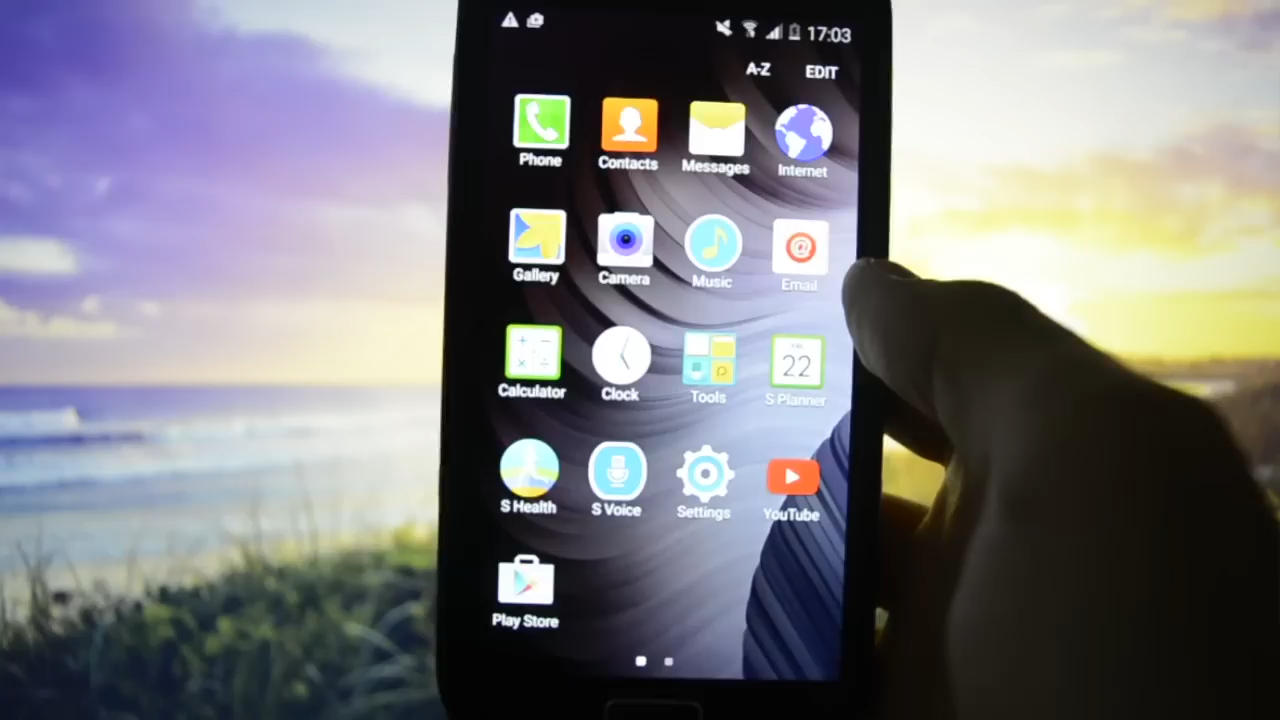 17:03
A-Z EDIT
Phone Contacts Messages Internet
Gallery Camera Music Email
22
Calculator Clock Tools S Planner
S Health S Voice Settings YouTube
Play Store